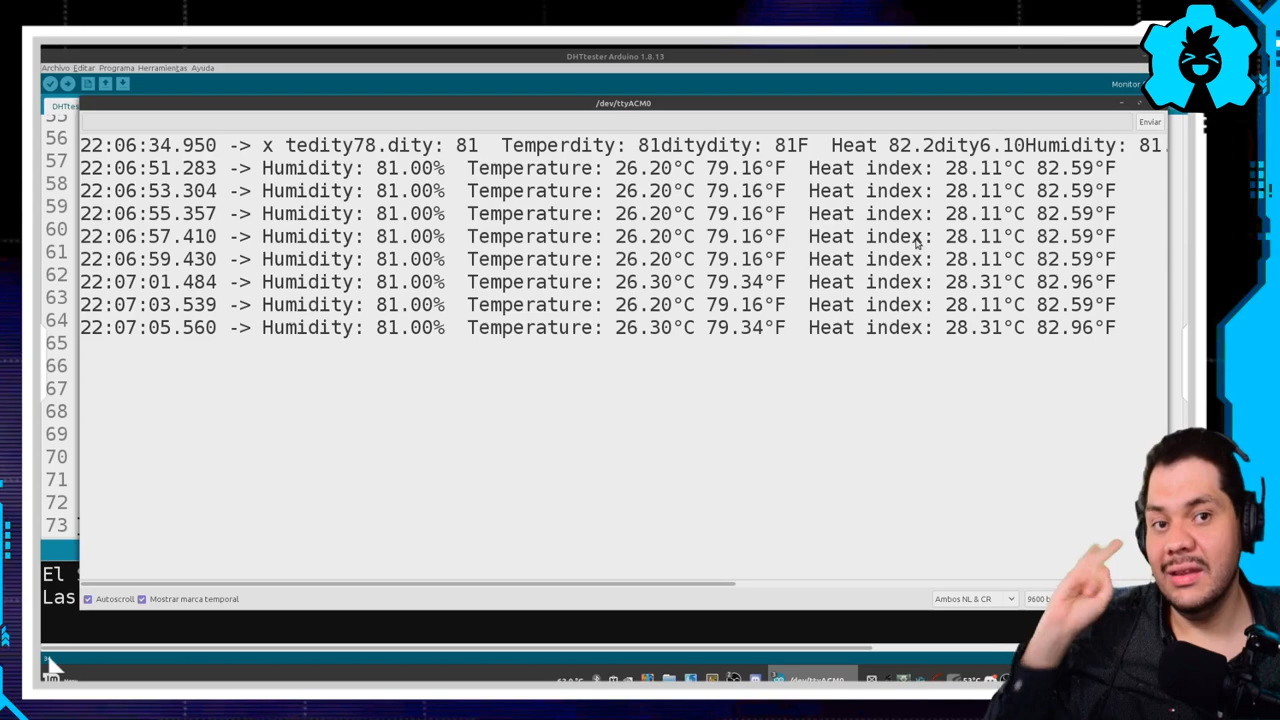 DHTtester Arduino 1.8.13
Archivo Editar Programa Herramientas Ayuda
Monitor
/dev/ttyACM0
Enviar
55
56
57
58
59
60
61
62
63
64
65
66
67
68
69
70
71
72
73
22:06:34.950 -> x tedity78.dity: 81  Temperdity: 81ditydity: 81F  Heat 82.2dity6.10Humidity: 81.
22:06:51.283 -> Humidity: 81.00%  Temperature: 26.20°C 79.16°F  Heat index: 28.11°C 82.59°F
22:06:53.304 -> Humidity: 81.00%  Temperature: 26.20°C 79.16°F  Heat index: 28.11°C 82.59°F
22:06:55.357 -> Humidity: 81.00%  Temperature: 26.20°C 79.16°F  Heat index: 28.11°C 82.59°F
22:06:57.410 -> Humidity: 81.00%  Temperature: 26.20°C 79.16°F  Heat index: 28.11°C 82.59°F
22:06:59.430 -> Humidity: 81.00%  Temperature: 26.20°C 79.16°F  Heat index: 28.11°C 82.59°F
22:07:01.484 -> Humidity: 81.00%  Temperature: 26.30°C 79.34°F  Heat index: 28.31°C 82.96°F
22:07:03.539 -> Humidity: 81.00%  Temperature: 26.20°C 79.16°F  Heat index: 28.11°C 82.59°F
22:07:05.560 -> Humidity: 81.00%  Temperature: 26.30°C 79.34°F  Heat index: 28.31°C 82.96°F
El
Las
Autoscroll Mostrar marca temporal
Ambos NL & CR
9600 b
/dev/ttyACM0
53°C